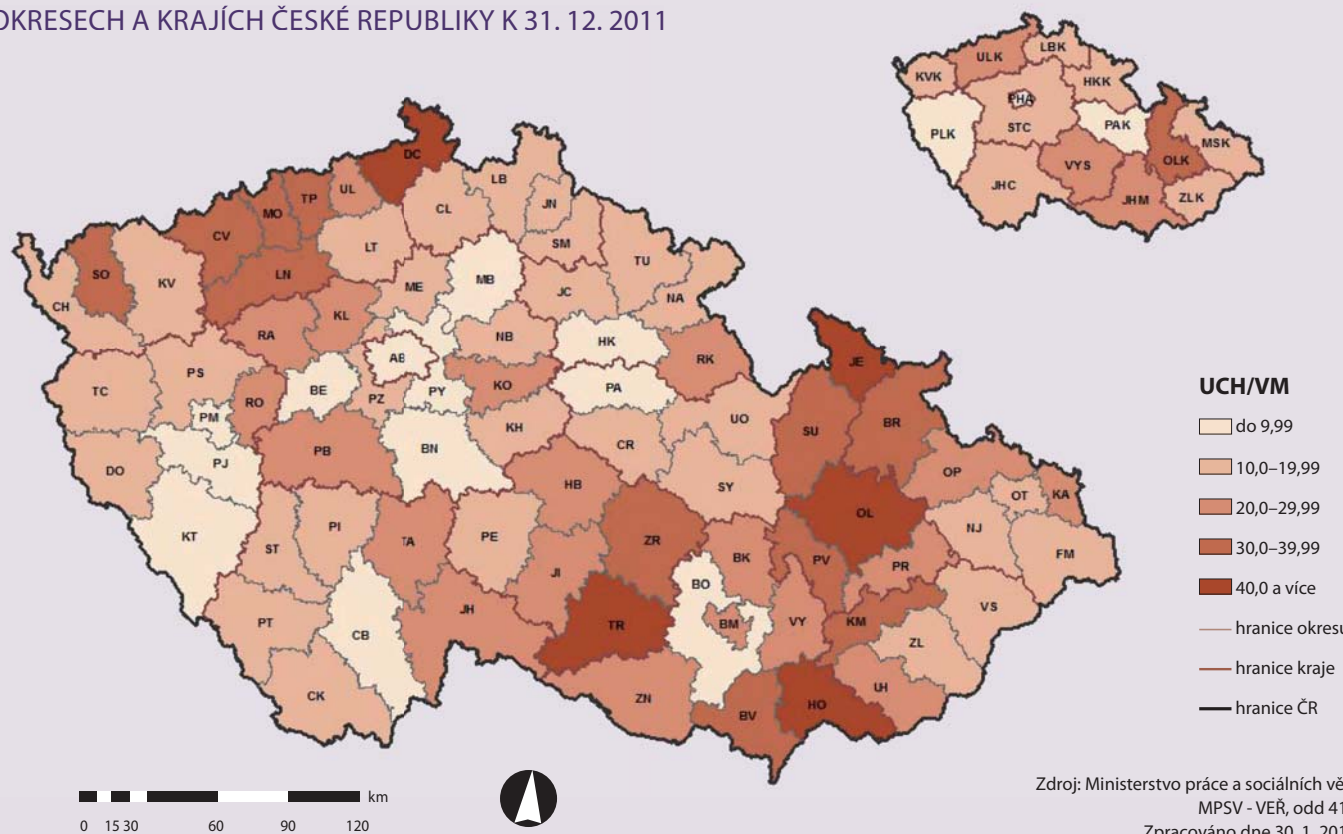 OKRESECH A KRAJÍCH ČESKÉ REPUBLIKY K 31. 12. 2011
ULK
LBK
KVK
HKK
PHA
STC
PLK
PAK
MSK
OLK
VYS
JHC
JHM
ZLK
DC
UL
TP
MO
CV
LB
JN
CL
LT
SM
TU
SO
KV
LN
MB
ME
JC
NA
CH
KL
RA
NB
HK
RK
JE
AB
PS
TC
BE
PZ
PY
KO
PA
RO
PM
UO
SU
BR
KH
CR
BN
PB
PJ
DO
OP
HB
SY
OT
KA
OL
NJ
KT
ST
PI
TA
PE
ZR
FM
BK
PV
PR
JI
BO
VS
JH
PT
CB
TR
BM
VY
KM
ZL
UH
CK
ZN
BV
HO
UCH/VM
do 9,99
10,0–19,99
20,0–29,99
30,0–39,99
40,0 a více
hranice okresu
hranice kraje
hranice ČR
km
0 15 30 60 90 120
Zdroj: Ministerstvo práce a sociálních vě
MPSV - VEŘ, odd 41
Zpracováno dne 30. 1. 201